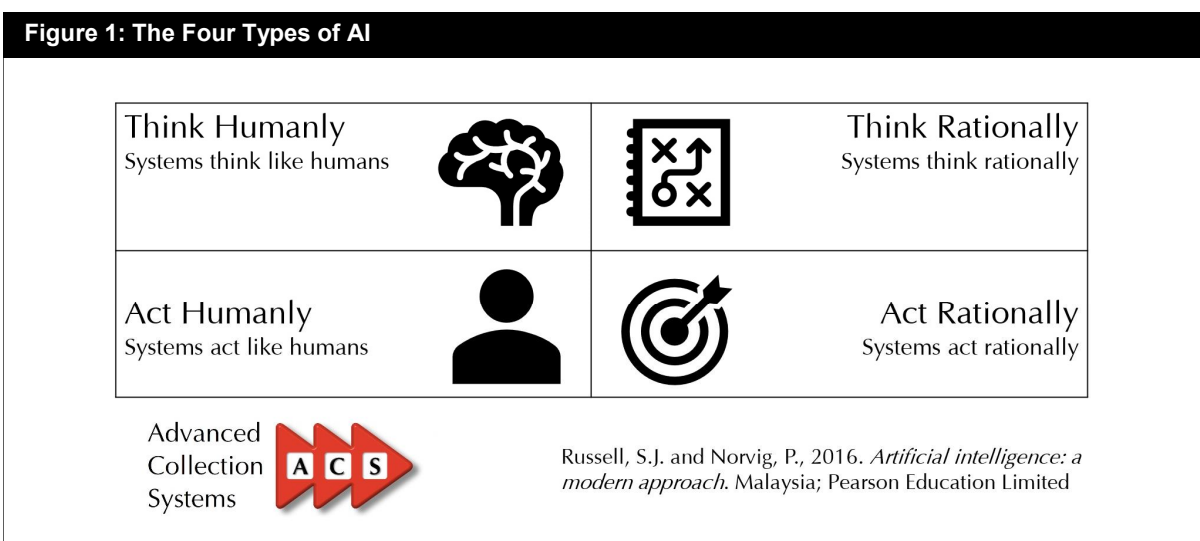 Figure 1: The Four Types of AI
Think Humanly
Systems think like humans
Think Rationally
Systems think rationally
Act Humanly
Systems act like humans
Act Rationally
Systems act rationally
Advanced
Collection
Systems
A C S
Russell, S.J. and Norvig, P., 2016. Artificial intelligence: a
modern approach. Malaysia; Pearson Education Limited